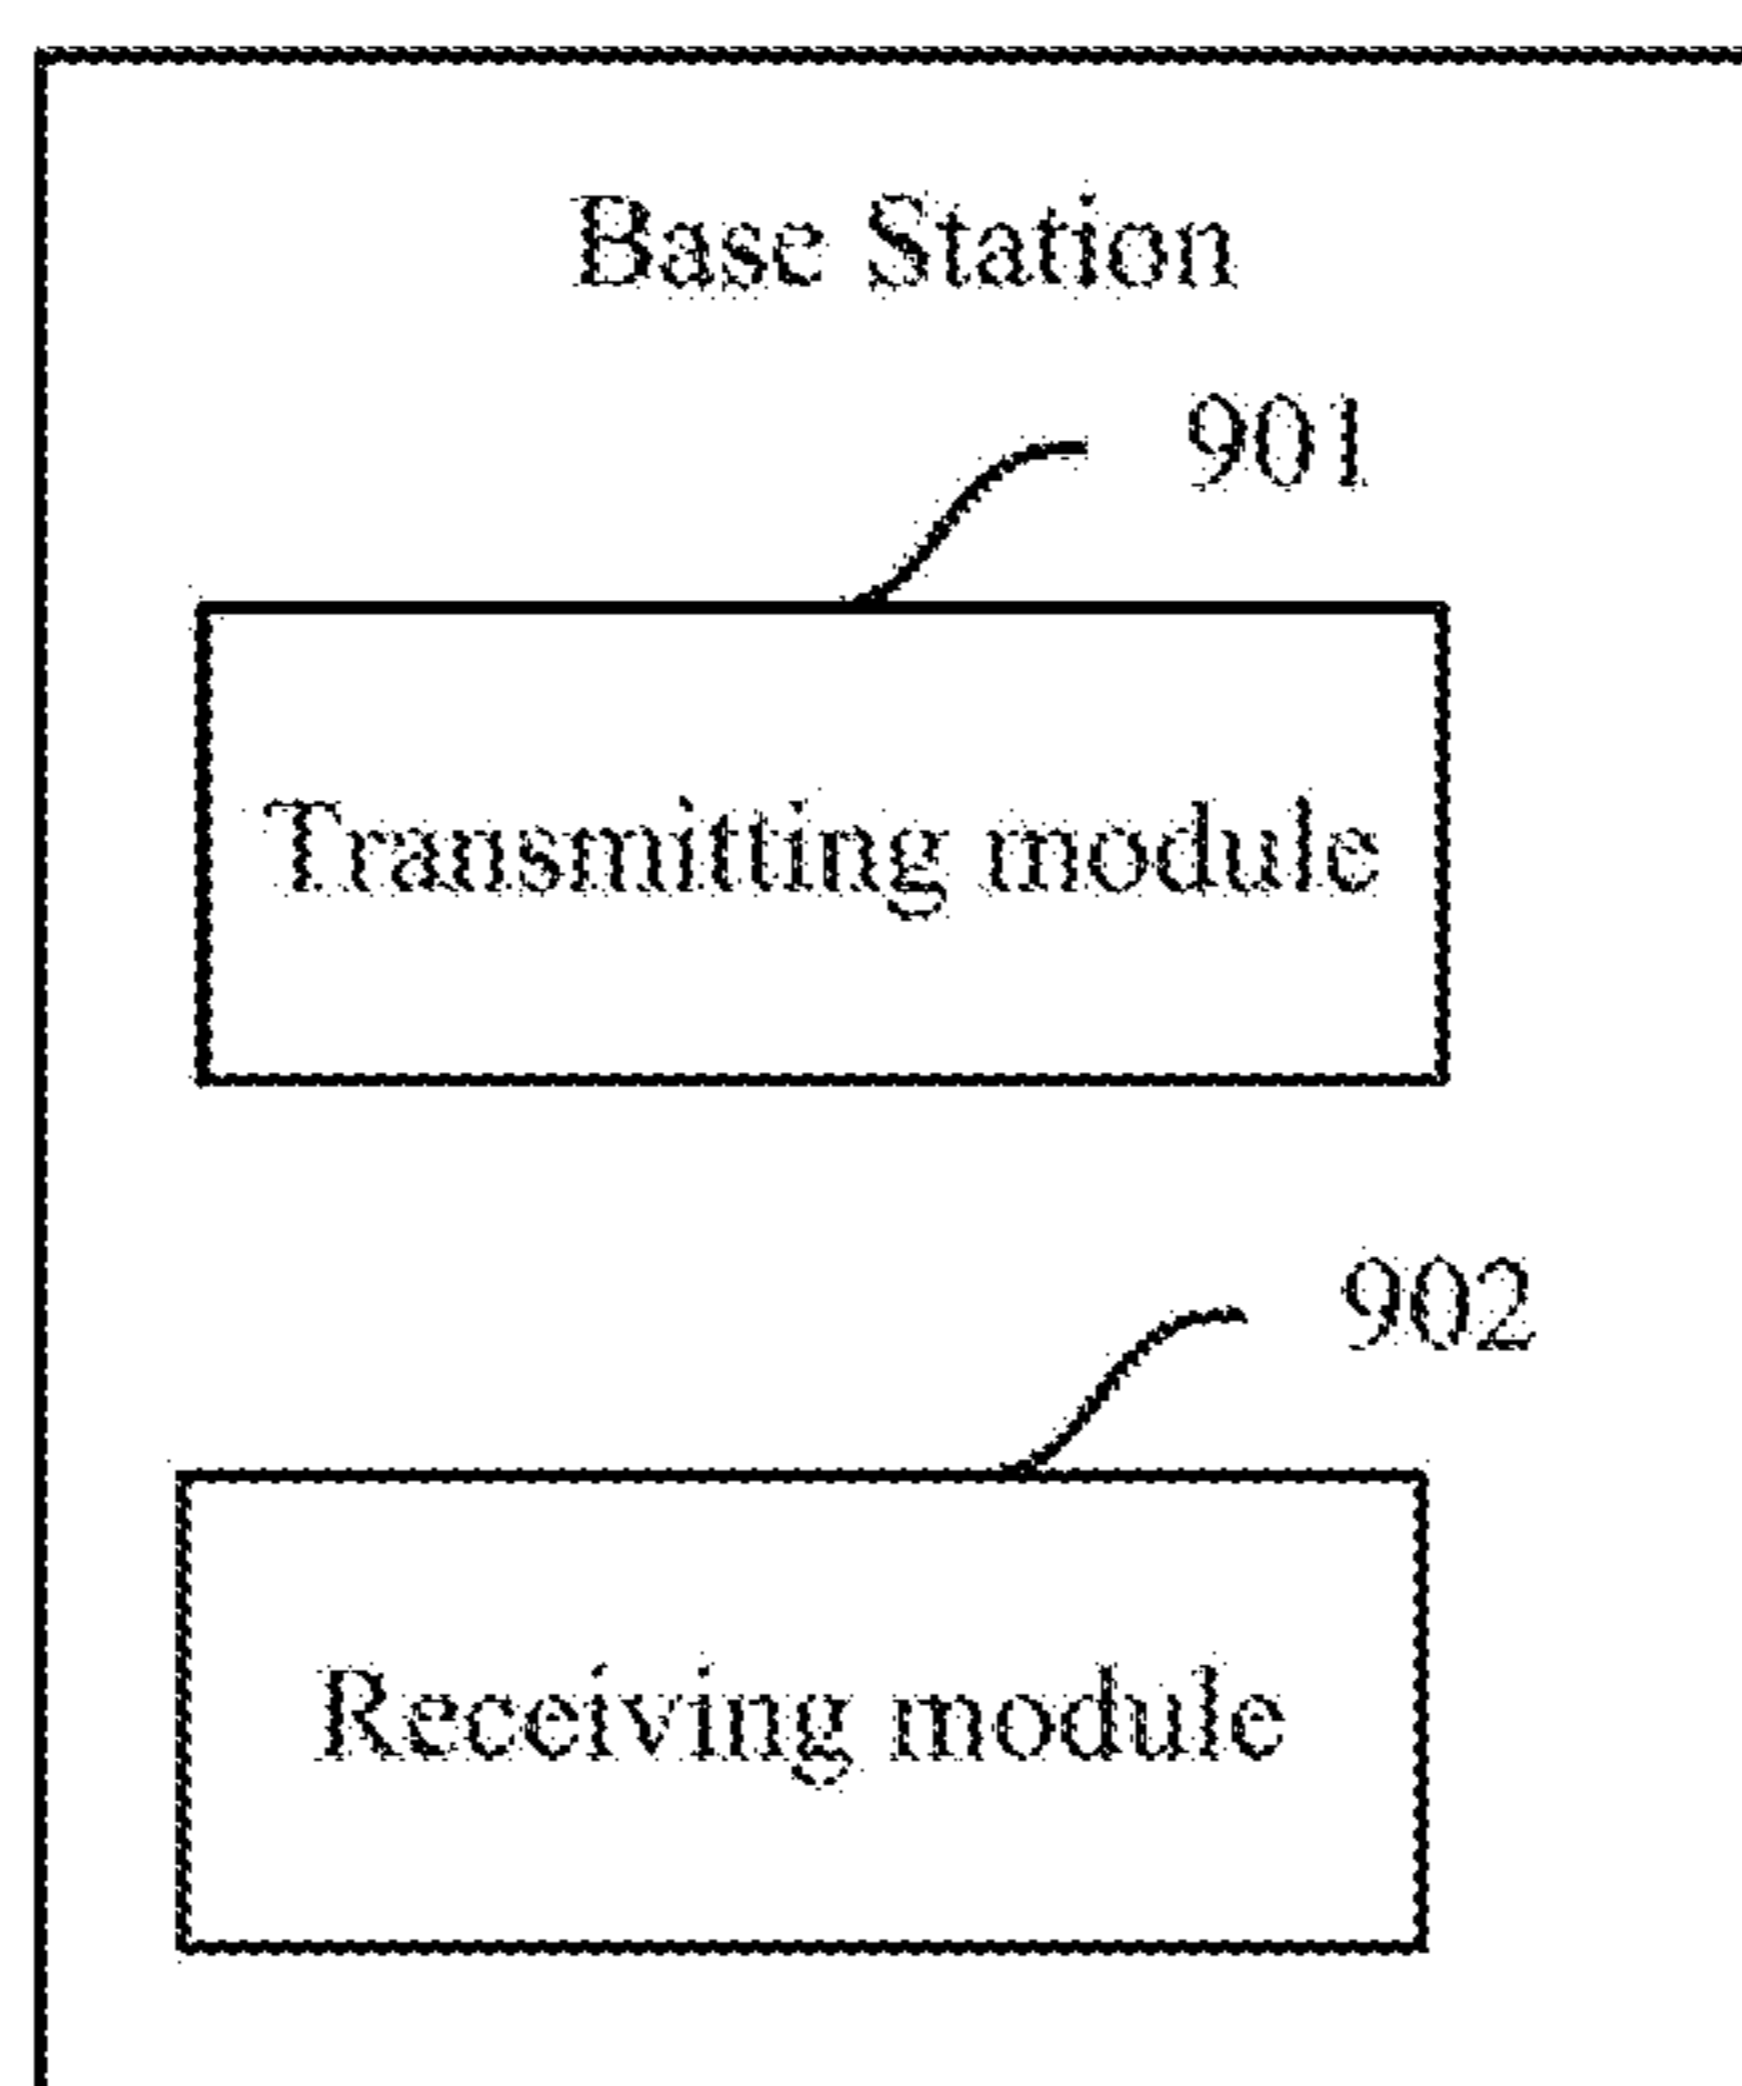 Base Station
901
Transmitting module
902
Receiving module